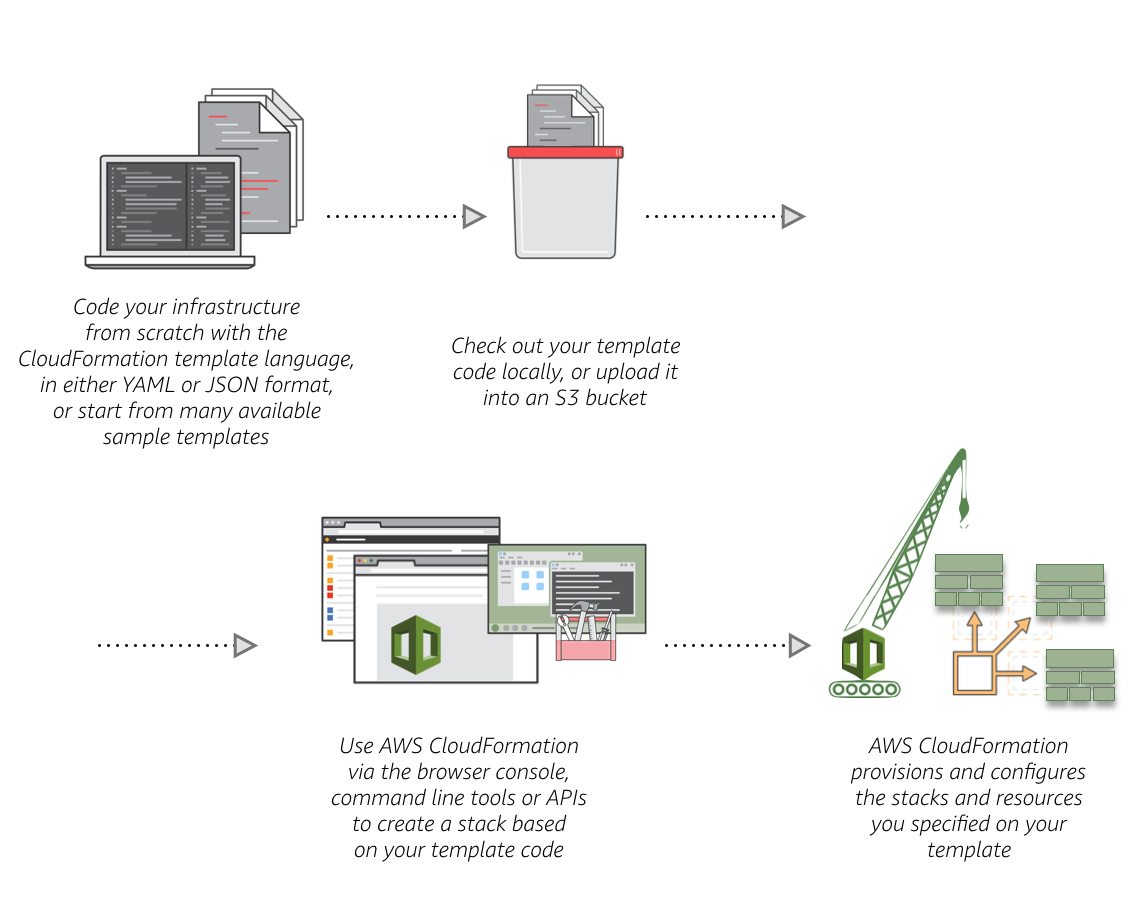 Code your infrastructure
from scratch with the
CloudFormation template language,
in either YAML or JSON format,
or start from many available
sample templates
Check out your template
code locally, or upload it
into an S3 bucket
Use AWS CloudFormation
via the browser console,
command line tools or APIs
to create a stack based
on your template code
AWS CloudFormation
provisions and configures
the stacks and resources
you specified on your
template